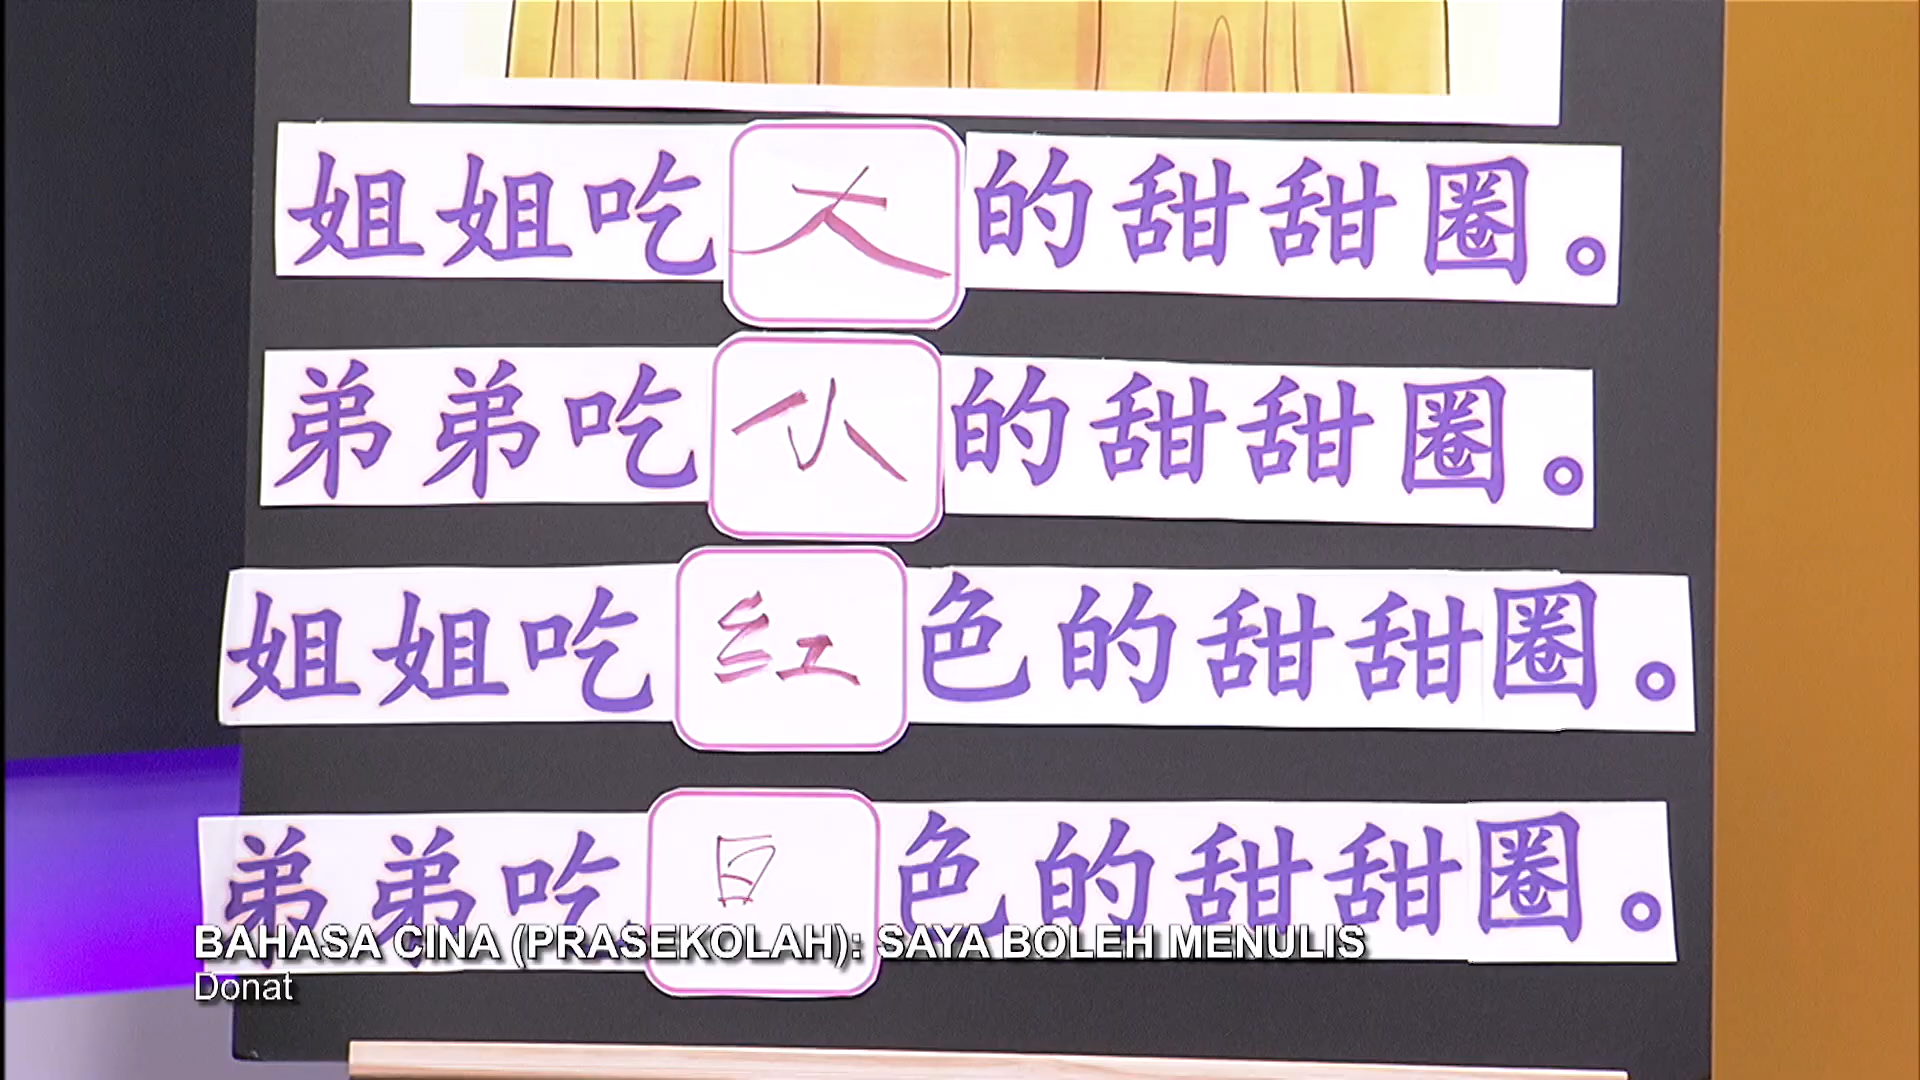 姐姐吃大的甜甜圈。
弟弟吃小的甜甜圈。
姐姐吃红色的甜甜圈。
弟弟吃白色的甜甜圈。
BAHASA CINA (PRASEKOLAH): SAYA BOLEH MENULIS
Donat